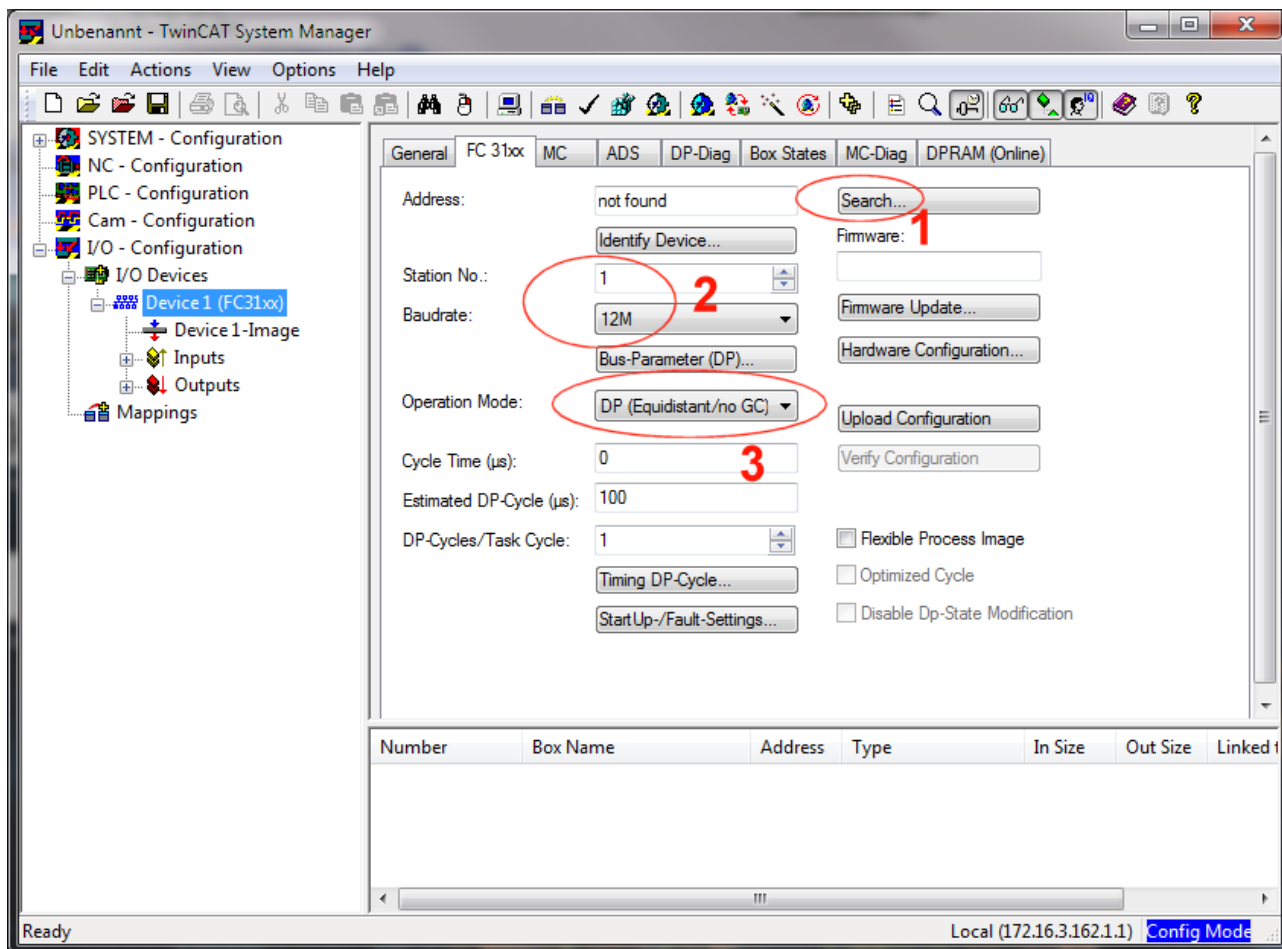 Unbenannt - TwinCAT System Manager
File Edit Actions View Options Help
SYSTEM - Configuration
NC - Configuration
PLC - Configuration
Cam - Configuration
I/O - Configuration
I/O Devices
Device 1 (FC31xx)
Device 1-Image
Inputs
Outputs
Mappings
General FC 31xx MC ADS DP-Diag Box States MC-Diag DPRAM (Online)
Address: not found Search...
1
Identify Device... Firmware:
Station No.: 1
2
Baudrate: 12M Firmware Update...
Bus-Parameter (DP)... Hardware Configuration...
Operation Mode: DP (Equidistant/no GC) Upload Configuration
3
Cycle Time (µs): 0 Verify Configuration
Estimated DP-Cycle (µs): 100
DP-Cycles/Task Cycle: 1 Flexible Process Image
Timing DP-Cycle... Optimized Cycle
StartUp-/Fault-Settings... Disable Dp-State Modification
Number Box Name Address Type In Size Out Size Linked t
Ready Local (172.16.3.162.1.1) Config Mode